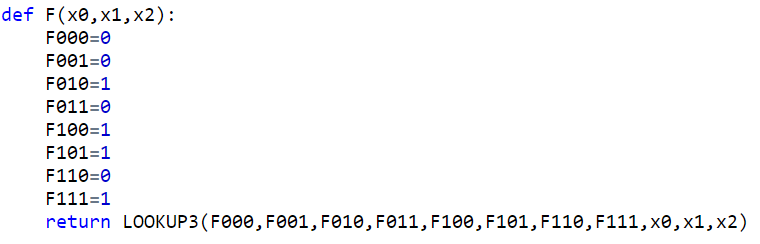 def F(x0,x1,x2):
    F000=0
    F001=0
    F010=1
    F011=0
    F100=1
    F101=1
    F110=0
    F111=1
    return LOOKUP3(F000,F001,F010,F011,F100,F101,F110,F111,x0,x1,x2)